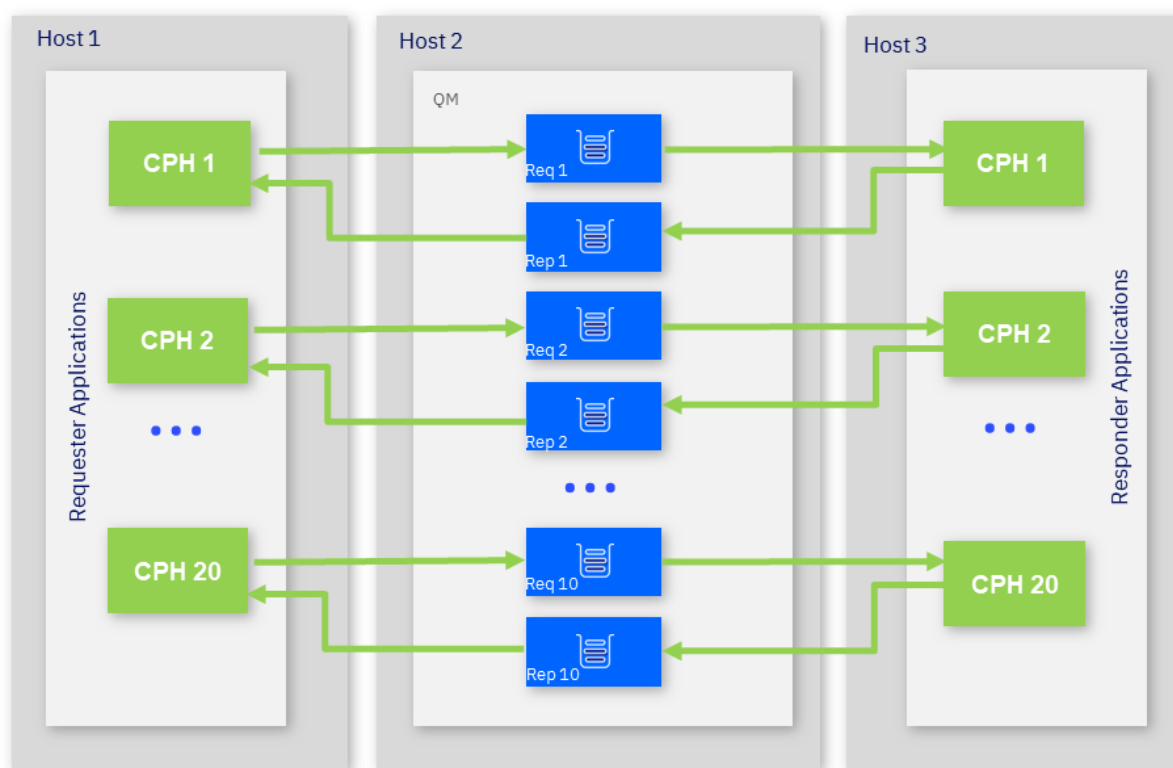 Host 1
Requester Applications
CPH 1
CPH 2
CPH 20
Host 2
QM
Req 1
Rep 1
Req 2
Rep 2
Req 10
Rep 10
Host 3
CPH 1
CPH 2
CPH 20
Responder Applications